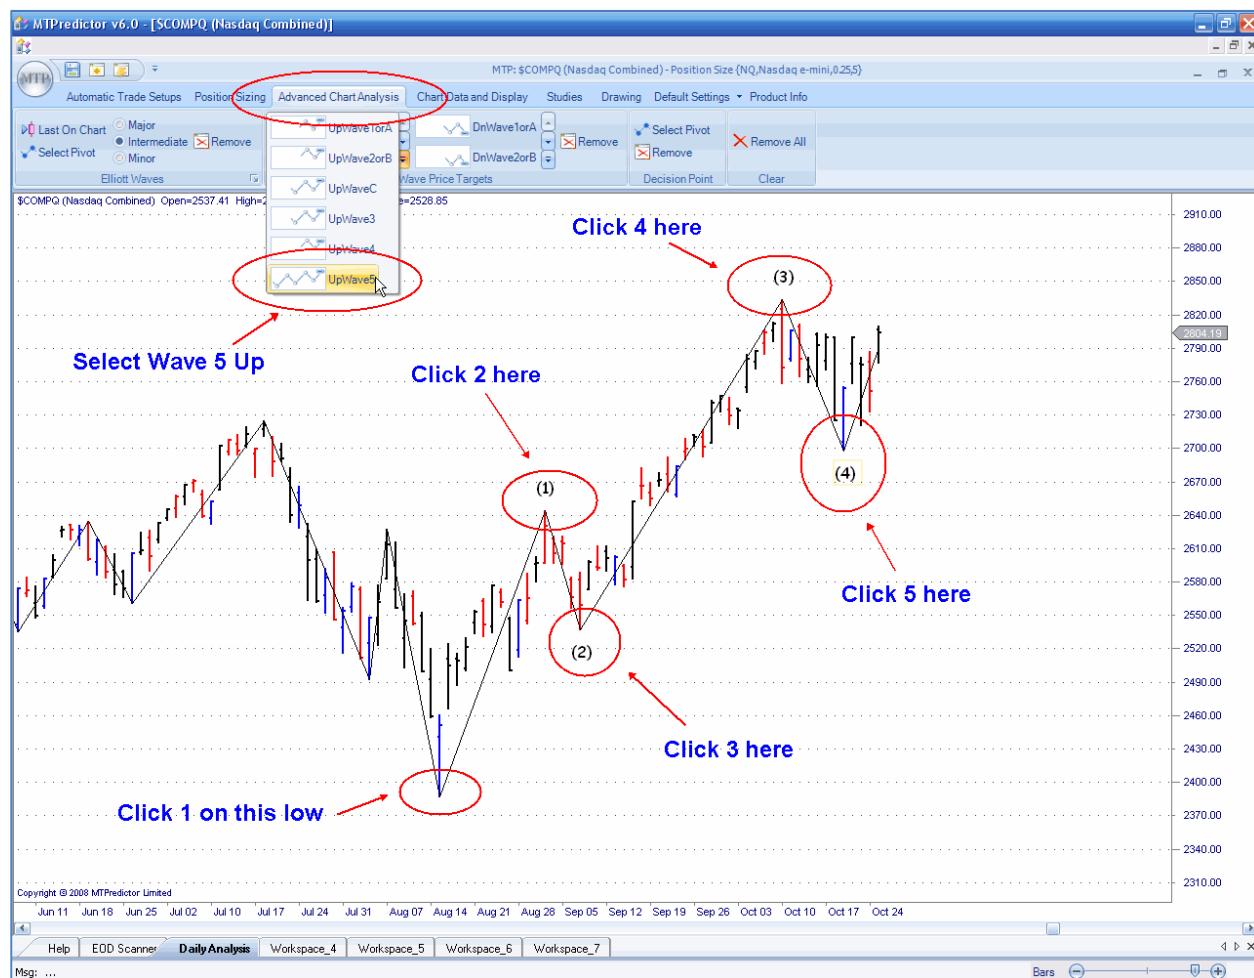 MTPredictor v6.0 - [$COMPQ (Nasdaq Combined)]
MTP
MTP: $COMPQ (Nasdaq Combined) - Position Size {NQ,Nasdaq e-mini,0.25,5}
Automatic Trade Setups Position Sizing Advanced Chart Analysis Chart Data and Display Studies Drawing Default Settings Product Info
Last On Chart
Select Pivot
Major
Intermediate
Minor
Remove
Elliott Waves
UpWave1orA
UpWave2orB
UpWaveC
UpWave3
UpWave4
UpWave5
DnWave1orA
DnWave2orB
Remove
Wave Price Targets
Select Pivot
Remove
Decision Point
Remove All
Clear
$COMPQ (Nasdaq Combined) Open=2537.41 High=2
=2528.85
Click 4 here
(3)
Select Wave 5 Up
Click 2 here
(1)
(4)
Click 5 here
(2)
Click 3 here
Click 1 on this low
2910.00
2880.00
2850.00
2820.00
2804.19
2790.00
2760.00
2730.00
2700.00
2670.00
2640.00
2610.00
2580.00
2550.00
2520.00
2490.00
2460.00
2430.00
2400.00
2370.00
2340.00
2310.00
Copyright © 2008 MTPredictor Limited
Jun 11 Jun 18 Jun 25 Jul 02 Jul 10 Jul 17 Jul 24 Jul 31 Aug 07 Aug 14 Aug 21 Aug 28 Sep 05 Sep 12 Sep 19 Sep 26 Oct 03 Oct 10 Oct 17 Oct 24
Help EOD Scanner Daily Analysis Workspace_4 Workspace_5 Workspace_6 Workspace_7
Msg: ...
Bars